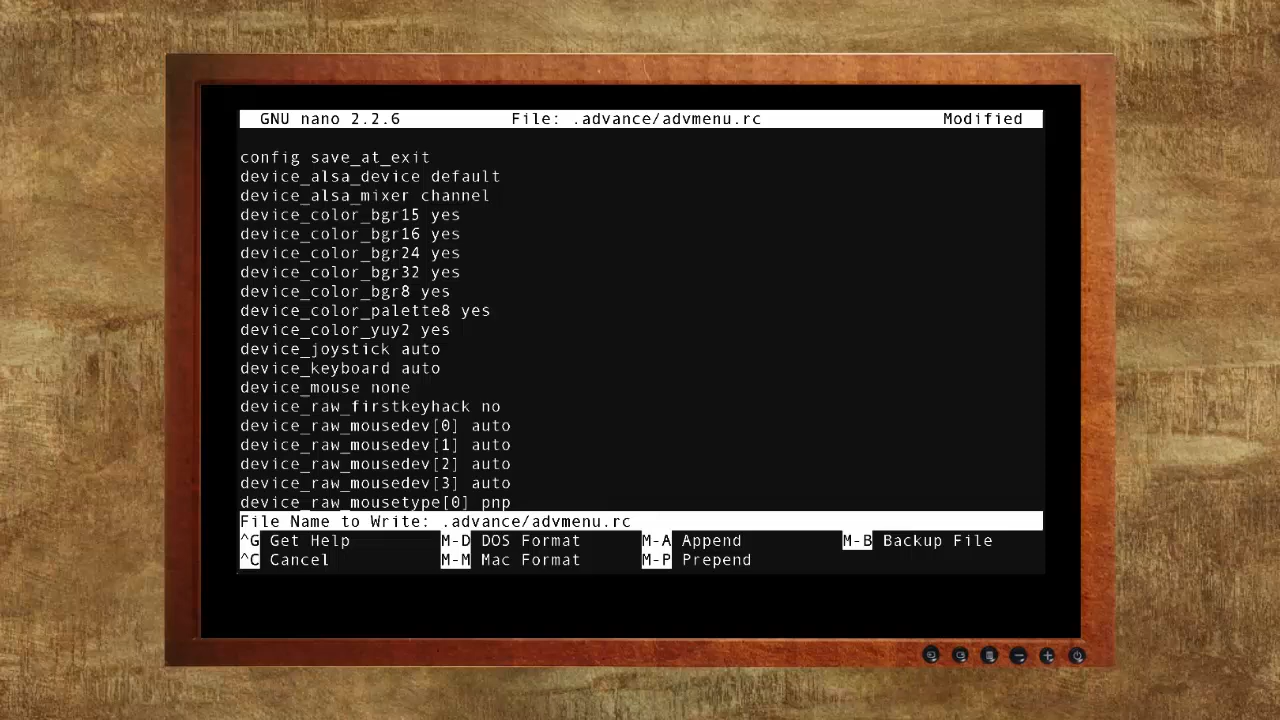 GNU nano 2.2.6 File: .advance/advmenu.rc Modified
config save_at_exit
device_alsa_device default
device_alsa_mixer channel
device_color_bgr15 yes
device_color_bgr16 yes
device_color_bgr24 yes
device_color_bgr32 yes
device_color_bgr8 yes
device_color_palette8 yes
device_color_yuy2 yes
device_joystick auto
device_keyboard auto
device_mouse none
device_raw_firstkeyhack no
device_raw_mousedev[0] auto
device_raw_mousedev[1] auto
device_raw_mousedev[2] auto
device_raw_mousedev[3] auto
device_raw_mousetype[0] pnp
File Name to Write: .advance/advmenu.rc
^G Get Help M-D DOS Format M-A Append M-B Backup File
^C Cancel M-M Mac Format M-P Prepend